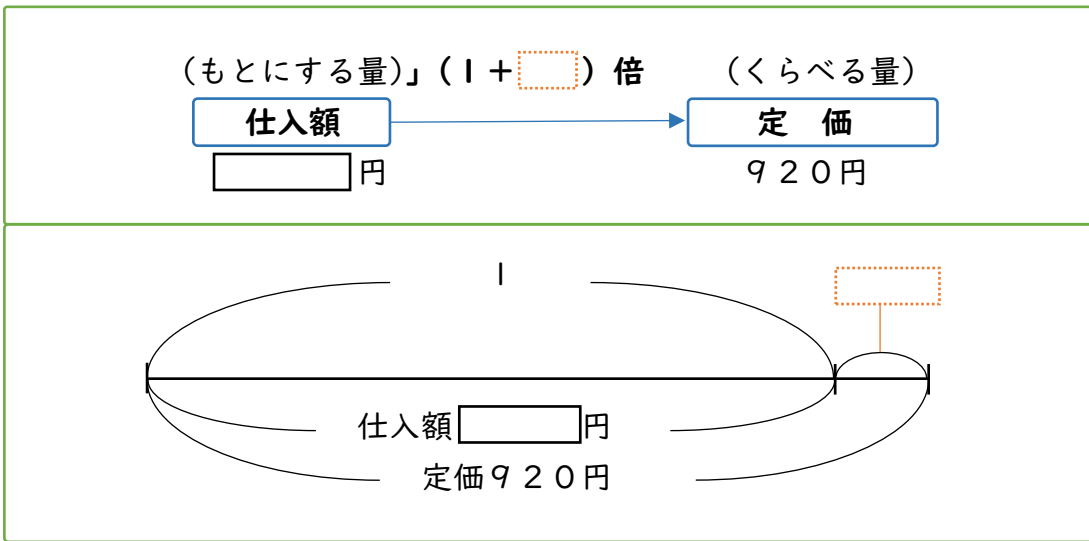 (もとにする量)」(1+ )倍 (くらべる量)
仕入額 定 価
円 920円
1
仕入額 円
定価920円